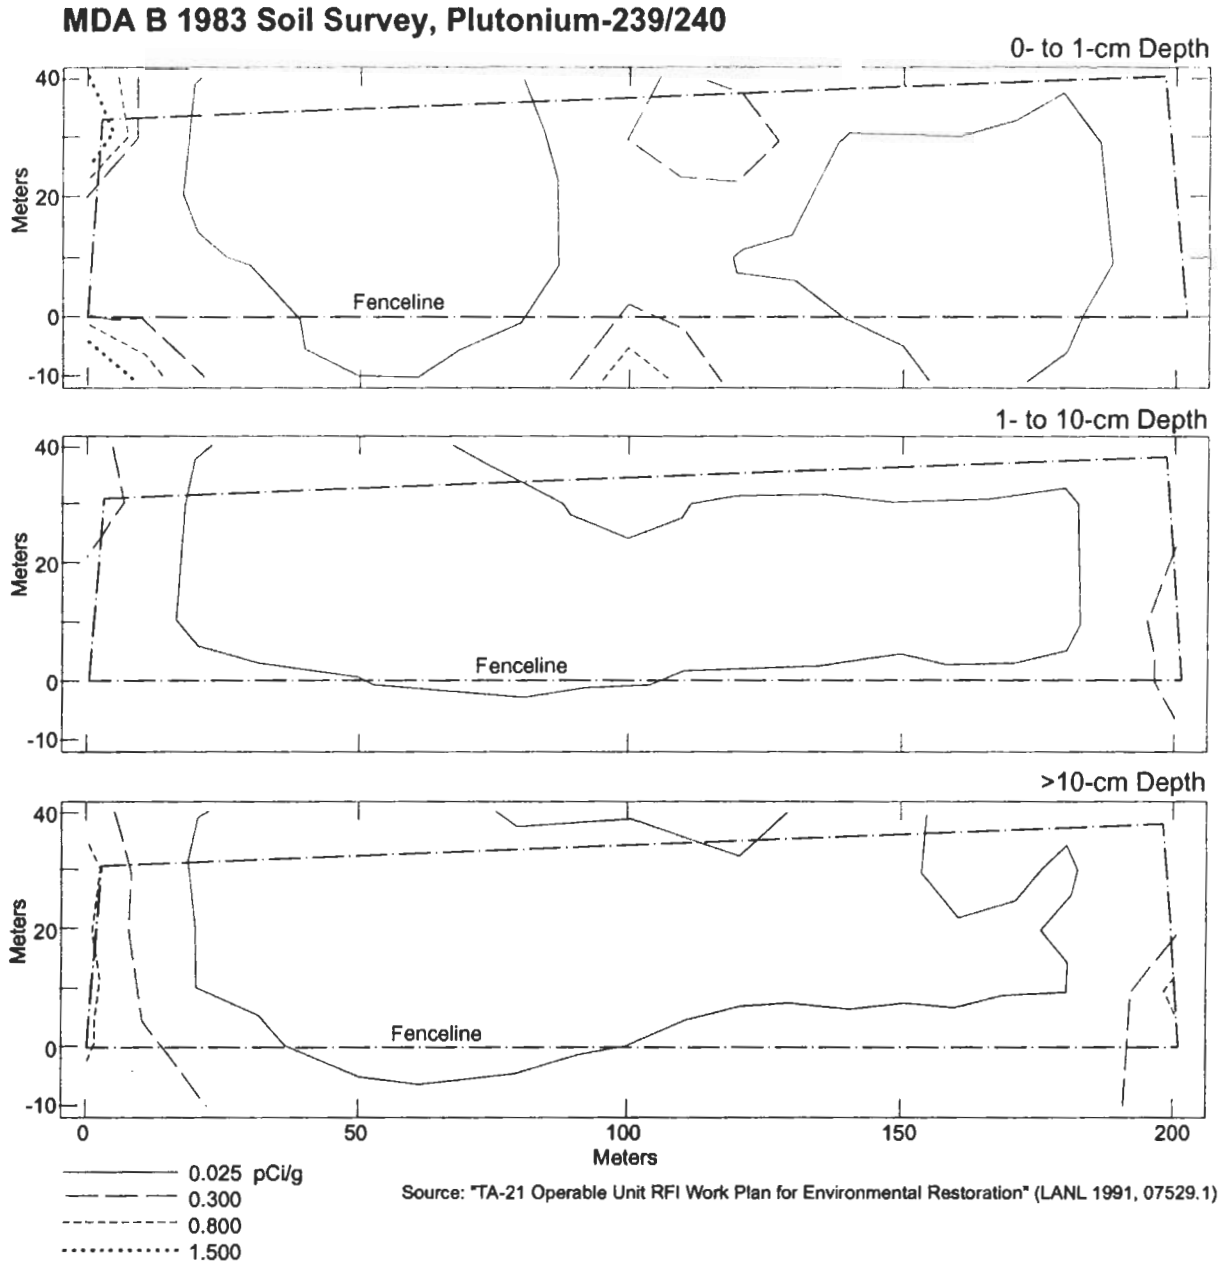 MDA B 1983 Soil Survey, Plutonium-239/240
0- to 1-cm Depth
40
Meters
20
Fenceline
0
-10
1- to 10-cm Depth
40
Meters
20
Fenceline
0
-10
>10-cm Depth
40
Meters
20
Fenceline
0
-10
0 50 100 150 200
Meters
0.025 pCi/g
0.300
0.800
1.500
Source: "TA-21 Operable Unit RFI Work Plan for Environmental Restoration" (LANL 1991, 07529.1)